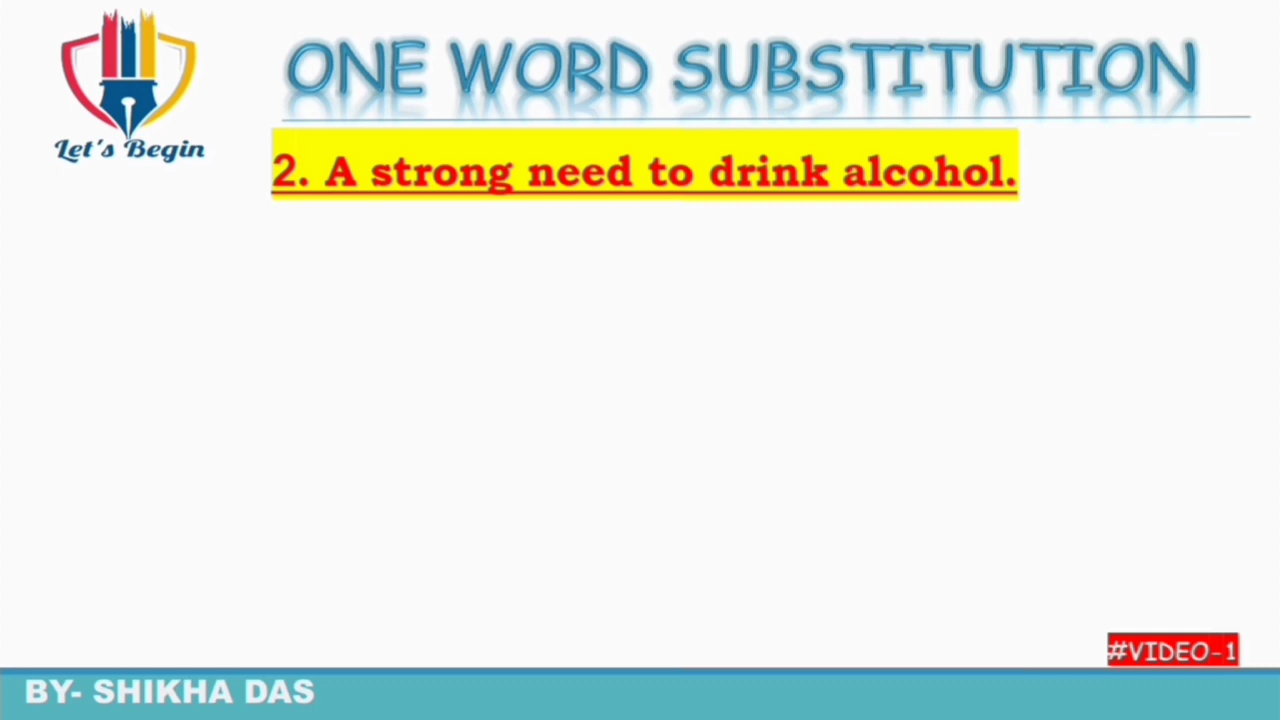 ONE WORD SUBSTITUTION
Let's Begin
2. A strong need to drink alcohol.
#VIDEO-1
BY- SHIKHA DAS